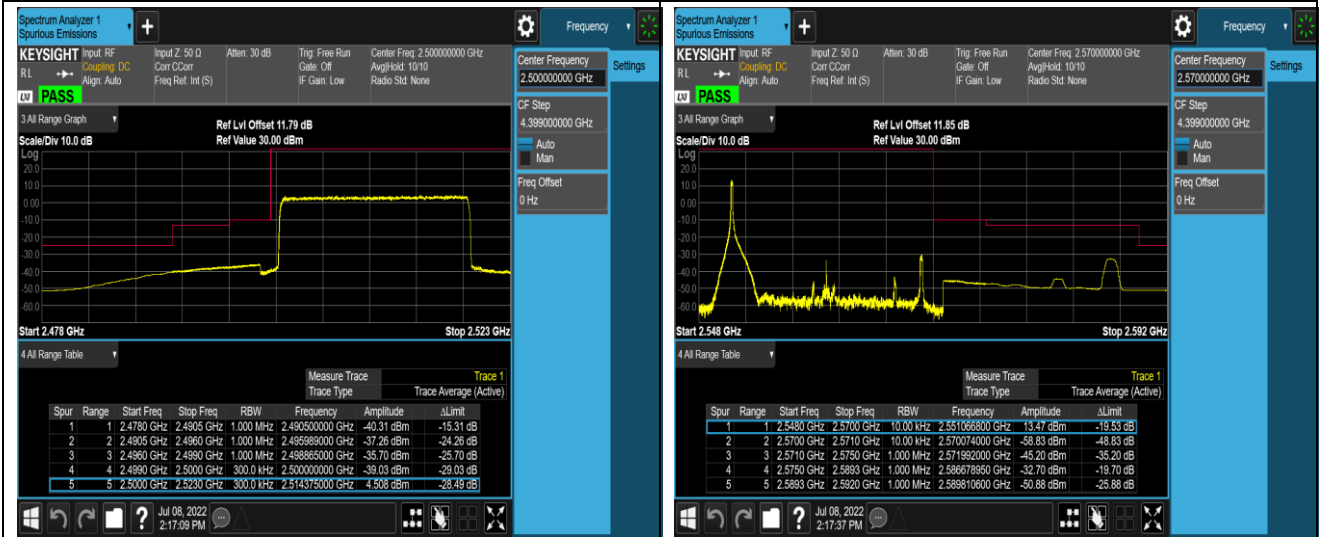 Spectrum Analyzer 1
Spurious Emissions
+
Frequency
KEYSIGHT Input: RF Input Z: 50 Ω Atten: 30 dB Trig: Free Run Center Freq: 2.500000000 GHz
Coupling: DC Corr CCorr Gate: Off Avg|Hold: 10/10
RL Align: Auto Freq Ref: Int (S) IF Gain: Low Radio Std: None
LXI PASS
Center Frequency
2.500000000 GHz
Settings
CF Step
4.399000000 GHz
Auto
Man
Freq Offset
0 Hz
3 All Range Graph
Ref Lvl Offset 11.79 dB
Scale/Div 10.0 dB Ref Value 30.00 dBm
Log
20.0
10.0
0.00
-10.0
-20.0
-30.0
-40.0
-50.0
-60.0
Start 2.478 GHz Stop 2.523 GHz
4 All Range Table
Measure Trace Trace 1
Trace Type Trace Average (Active)
Spur Range Start Freq Stop Freq RBW Frequency Amplitude ΔLimit
1 1 2.4780 GHz 2.4905 GHz 1.000 MHz 2.490500000 GHz -40.31 dBm -15.31 dB
2 2 2.4905 GHz 2.4960 GHz 1.000 MHz 2.495989000 GHz -37.26 dBm -24.26 dB
3 3 2.4960 GHz 2.4990 GHz 1.000 MHz 2.498865000 GHz -35.70 dBm -25.70 dB
4 4 2.4990 GHz 2.5000 GHz 300.0 kHz 2.500000000 GHz -39.03 dBm -29.03 dB
5 5 2.5000 GHz 2.5230 GHz 300.0 kHz 2.514375000 GHz 4.508 dBm -28.49 dB
?
Jul 08, 2022
2:17:09 PM
Spectrum Analyzer 1
Spurious Emissions
+
Frequency
KEYSIGHT Input: RF Input Z: 50 Ω Atten: 30 dB Trig: Free Run Center Freq: 2.570000000 GHz
Coupling: DC Corr CCorr Gate: Off Avg|Hold: 10/10
RL Align: Auto Freq Ref: Int (S) IF Gain: Low Radio Std: None
LXI PASS
Center Frequency
2.570000000 GHz
Settings
CF Step
4.399000000 GHz
Auto
Man
Freq Offset
0 Hz
3 All Range Graph
Ref Lvl Offset 11.85 dB
Scale/Div 10.0 dB Ref Value 30.00 dBm
Log
20.0
10.0
0.00
-10.0
-20.0
-30.0
-40.0
-50.0
-60.0
Start 2.548 GHz Stop 2.592 GHz
4 All Range Table
Measure Trace Trace 1
Trace Type Trace Average (Active)
Spur Range Start Freq Stop Freq RBW Frequency Amplitude ΔLimit
1 1 2.5480 GHz 2.5700 GHz 10.00 kHz 2.551066800 GHz 13.47 dBm -19.53 dB
2 2 2.5700 GHz 2.5710 GHz 10.00 kHz 2.570074000 GHz -58.83 dBm -48.83 dB
3 3 2.5710 GHz 2.5750 GHz 1.000 MHz 2.571992000 GHz -45.20 dBm -35.20 dB
4 4 2.5750 GHz 2.5893 GHz 1.000 MHz 2.586678950 GHz -32.70 dBm -19.70 dB
5 5 2.5893 GHz 2.5920 GHz 1.000 MHz 2.589810600 GHz -50.88 dBm -25.88 dB
?
Jul 08, 2022
2:17:37 PM